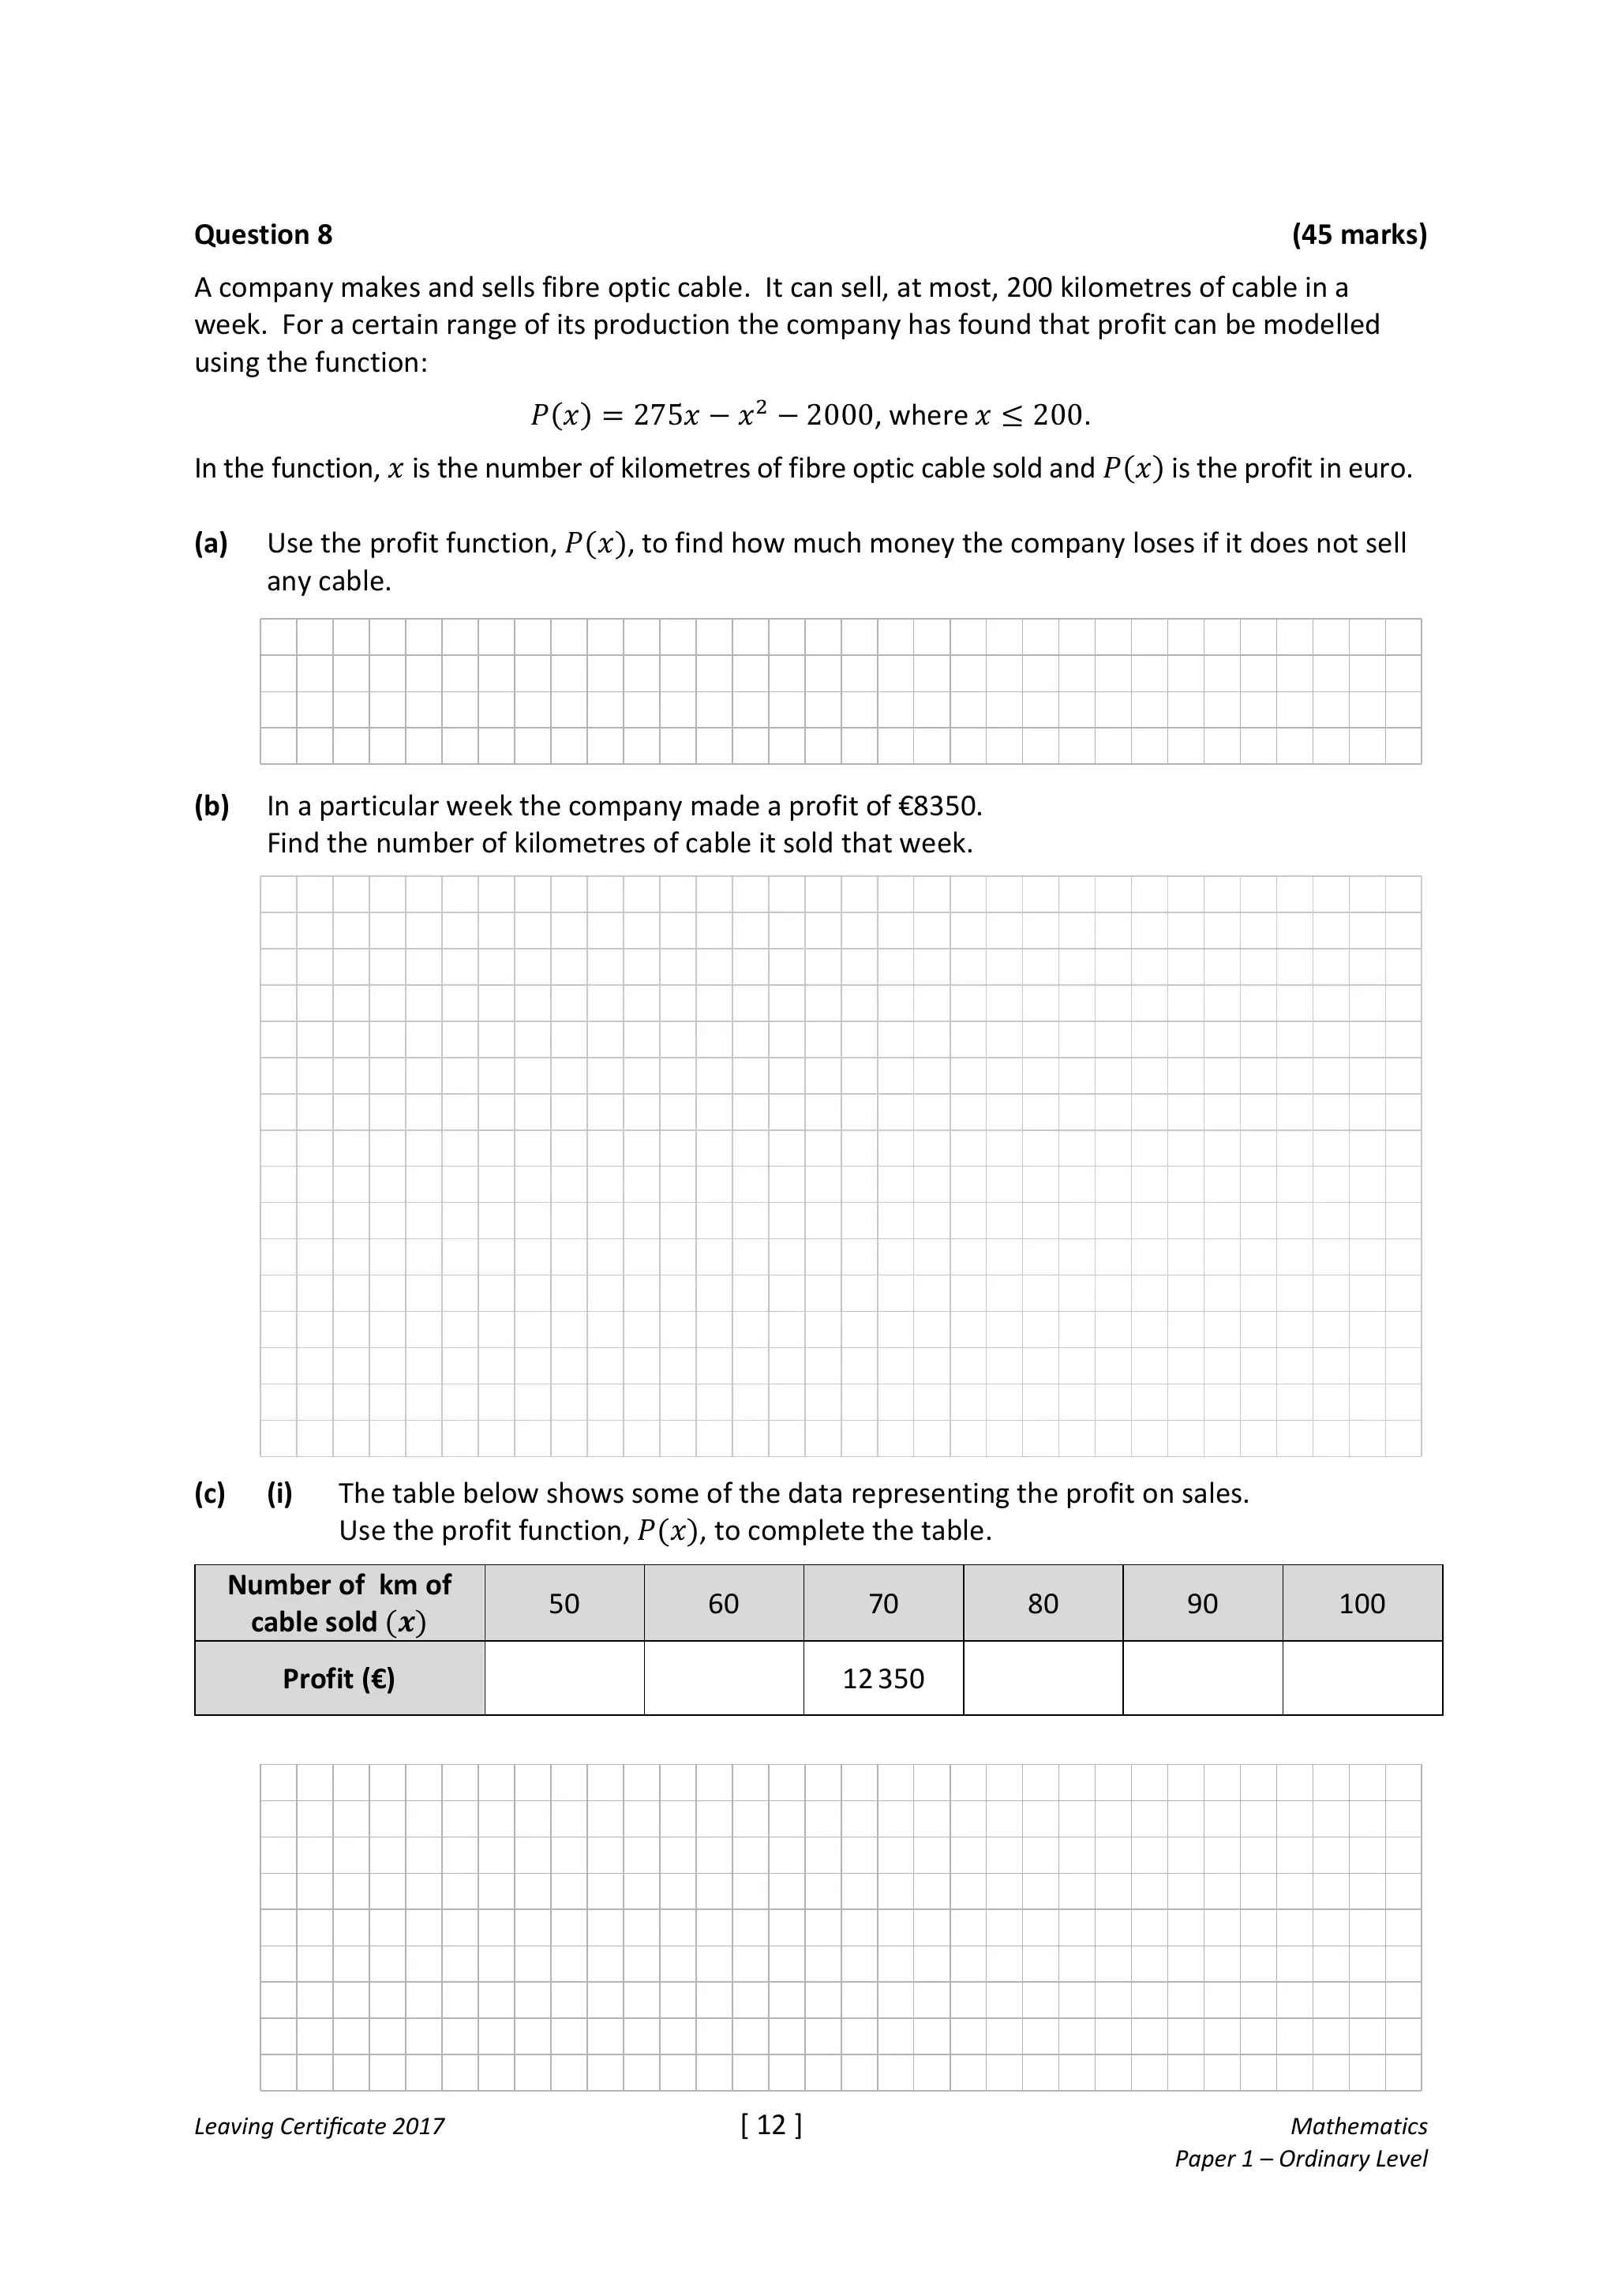 Question 8 (45 marks)
A company makes and sells fibre optic cable. It can sell, at most, 200 kilometres of cable in a
week. For a certain range of its production the company has found that profit can be modelled
using the function:
𝑃(𝑥) = 275𝑥 − 𝑥² − 2000, where 𝑥 ≤ 200.
In the function, 𝑥 is the number of kilometres of fibre optic cable sold and 𝑃(𝑥) is the profit in euro.
(a) Use the profit function, 𝑃(𝑥), to find how much money the company loses if it does not sell
any cable.
(b) In a particular week the company made a profit of €8350.
Find the number of kilometres of cable it sold that week.
(c) (i) The table below shows some of the data representing the profit on sales.
Use the profit function, 𝑃(𝑥), to complete the table.
Number of km of
cable sold (𝒙) 50 60 70 80 90 100
Profit (€) 12 350
Leaving Certificate 2017 [ 12 ] Mathematics
Paper 1 – Ordinary Level